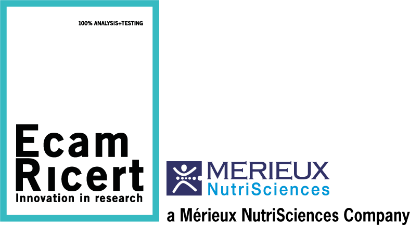 100% ANALYSIS+TESTING
Ecam
Ricert
Innovation in research
MERIEUX
NutriSciences
a Mérieux NutriSciences Company